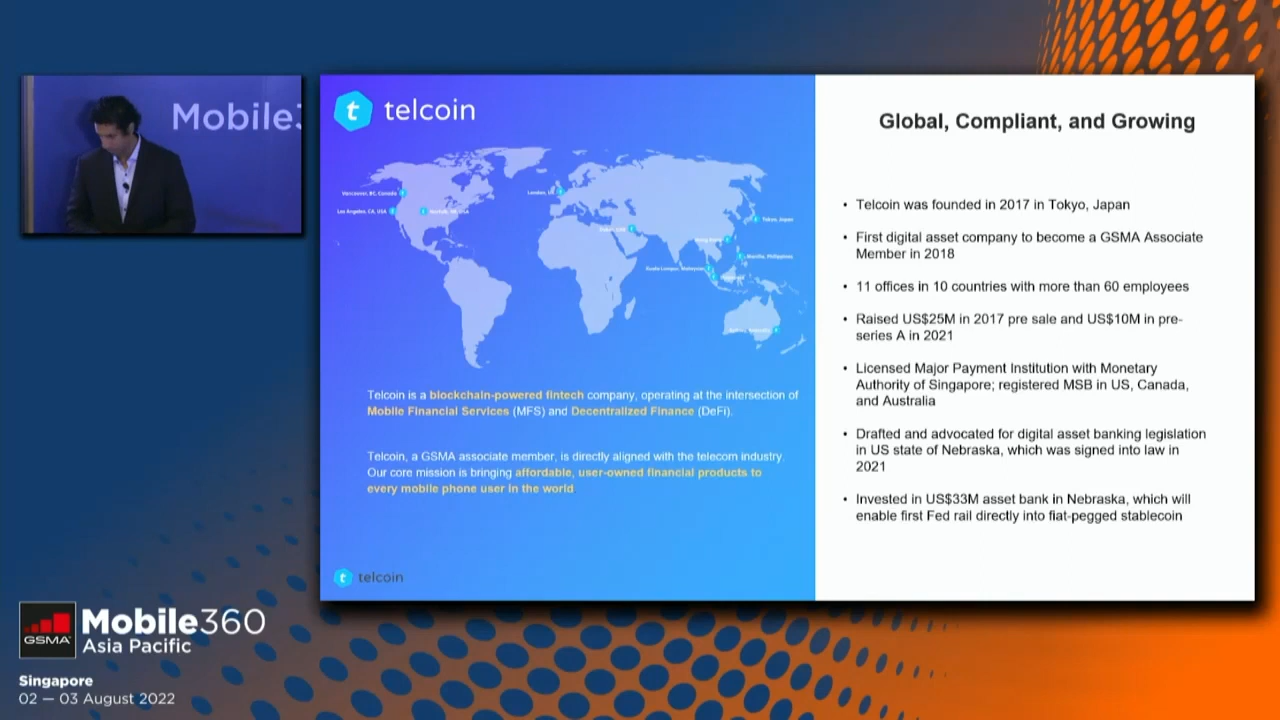 Mobile3
telcoin
Vancouver, BC, Canada
Los Angeles, CA, USA
London, UK
Tokyo, Japan
Manila, Philippines
Kuala Lumpur, Malaysia
Telcoin is a blockchain-powered fintech company, operating at the intersection of
Mobile Financial Services (MFS) and Decentralized Finance (DeFi).
Telcoin, a GSMA associate member, is directly aligned with the telecom industry.
Our core mission is bringing affordable, user-owned financial products to
every mobile phone user in the world.
telcoin
Global, Compliant, and Growing
• Telcoin was founded in 2017 in Tokyo, Japan
• First digital asset company to become a GSMA Associate
Member in 2018
• 11 offices in 10 countries with more than 60 employees
• Raised US$25M in 2017 pre sale and US$10M in pre-
series A in 2021
• Licensed Major Payment Institution with Monetary
Authority of Singapore; registered MSB in US, Canada,
and Australia
• Drafted and advocated for digital asset banking legislation
in US state of Nebraska, which was signed into law in
2021
• Invested in US$33M asset bank in Nebraska, which will
enable first Fed rail directly into fiat-pegged stablecoin
GSMA
Mobile360
Asia Pacific
Singapore
02 — 03 August 2022